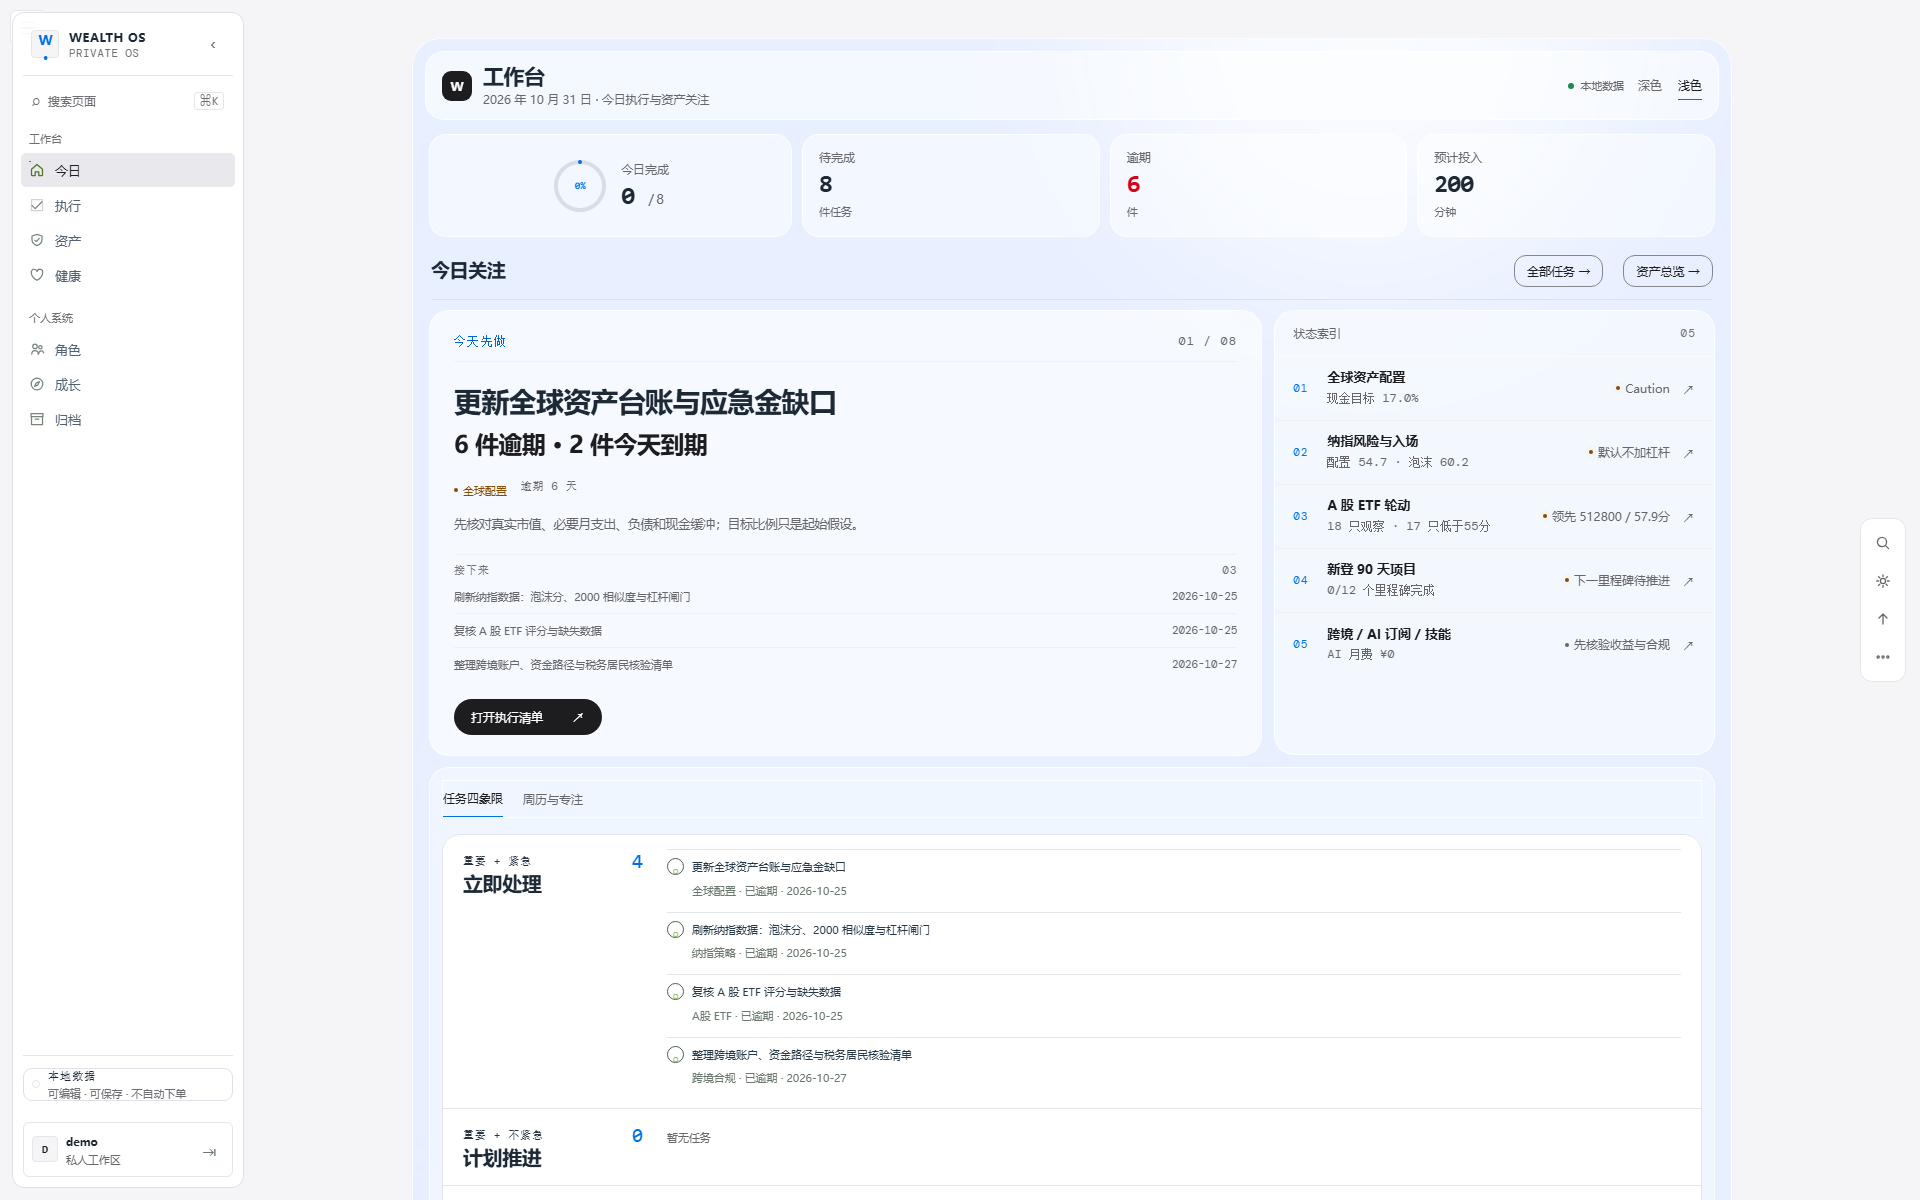 W
WEALTH OS
PRIVATE OS
‹
搜索页面
⌘K
工作台
今日
执行
资产
健康
个人系统
角色
成长
归档
本地数据
可编辑 · 可保存 · 不自动下单
D
demo
私人工作区
W
工作台
2026 年 10 月 31 日 · 今日执行与资产关注
本地数据
深色
浅色
0%
今日完成
0 /8
待完成
8
件任务
逾期
6
件
预计投入
200
分钟
今日关注
全部任务 →
资产总览 →
今天先做
01 / 08
更新全球资产台账与应急金缺口
6 件逾期 • 2 件今天到期
全球配置
逾期 6 天
先核对真实市值、必要月支出、负债和现金缓冲；目标比例只是起始假设。
接下来
03
刷新纳指数据：泡沫分、2000 相似度与杠杆闸门
2026-10-25
复核 A 股 ETF 评分与缺失数据
2026-10-25
整理跨境账户、资金路径与税务居民核验清单
2026-10-27
打开执行清单 ↗
状态索引
05
01
全球资产配置
现金目标 17.0%
Caution ↗
02
纳指风险与入场
配置 54.7 · 泡沫 60.2
默认不加杠杆 ↗
03
A 股 ETF 轮动
18 只观察 · 17 只低于55分
领先 512800 / 57.9分 ↗
04
新登 90 天项目
0/12 个里程碑完成
下一里程碑待推进 ↗
05
跨境 / AI 订阅 / 技能
AI 月费 ¥0
先核验收益与合规 ↗
任务四象限
周历与专注
重要 + 紧急
立即处理
4
更新全球资产台账与应急金缺口
全球配置 · 已逾期 · 2026-10-25
刷新纳指数据：泡沫分、2000 相似度与杠杆闸门
纳指策略 · 已逾期 · 2026-10-25
复核 A 股 ETF 评分与缺失数据
A股 ETF · 已逾期 · 2026-10-25
整理跨境账户、资金路径与税务居民核验清单
跨境合规 · 已逾期 · 2026-10-27
重要 + 不紧急
计划推进
0
暂无任务